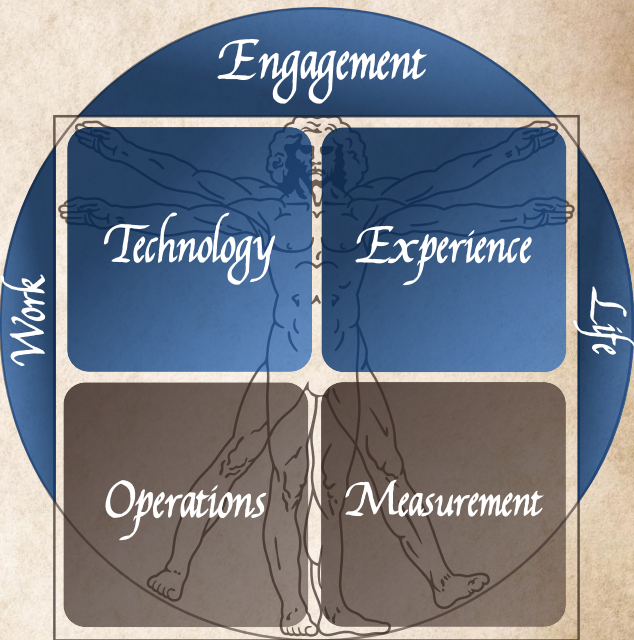 Engagement
Technology
Experience
Work
Life
Operations
Measurement